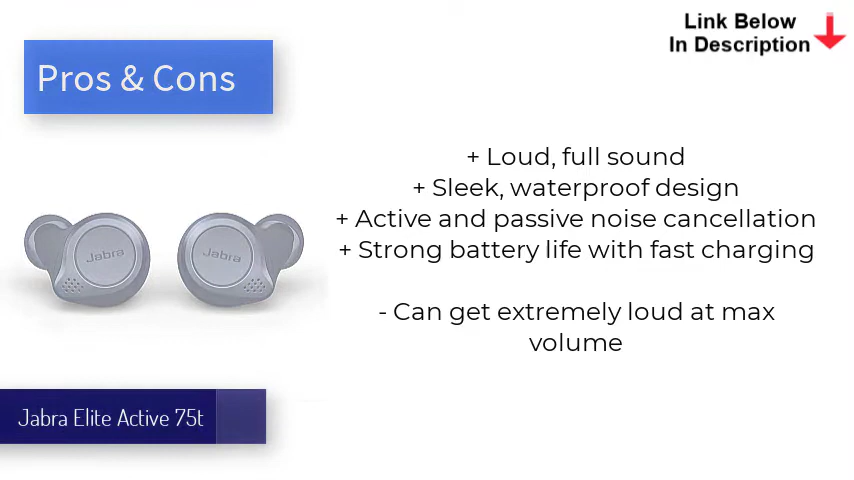 Link Below
In Description
Pros & Cons
+ Loud, full sound
+ Sleek, waterproof design
+ Active and passive noise cancellation
+ Strong battery life with fast charging
- Can get extremely loud at max
volume
Jabra
Jabra
Jabra Elite Active 75t